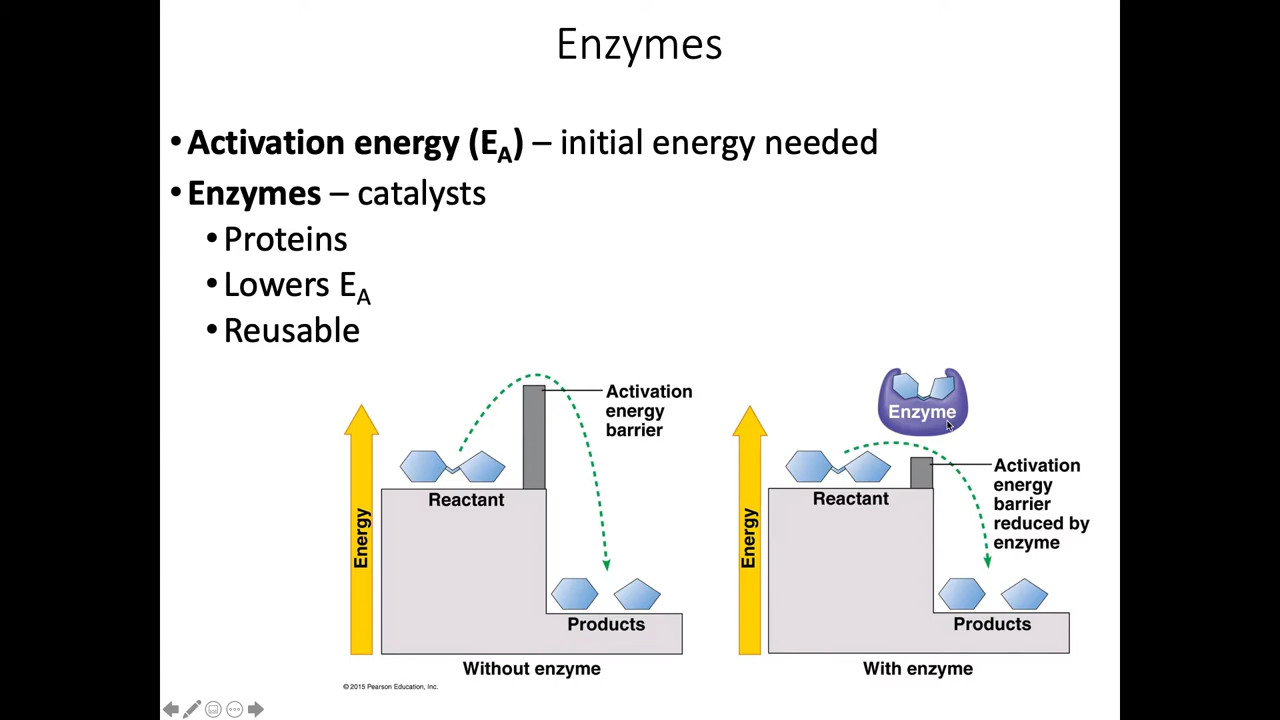 Enzymes
•Activation energy (EA) – initial energy needed
•Enzymes – catalysts
•Proteins
•Lowers EA
•Reusable
Activation
energy
barrier
Reactant
Energy
Products
Without enzyme
Enzyme
Activation
energy
barrier
reduced by
enzyme
Reactant
Energy
Products
With enzyme
© 2015 Pearson Education, Inc.